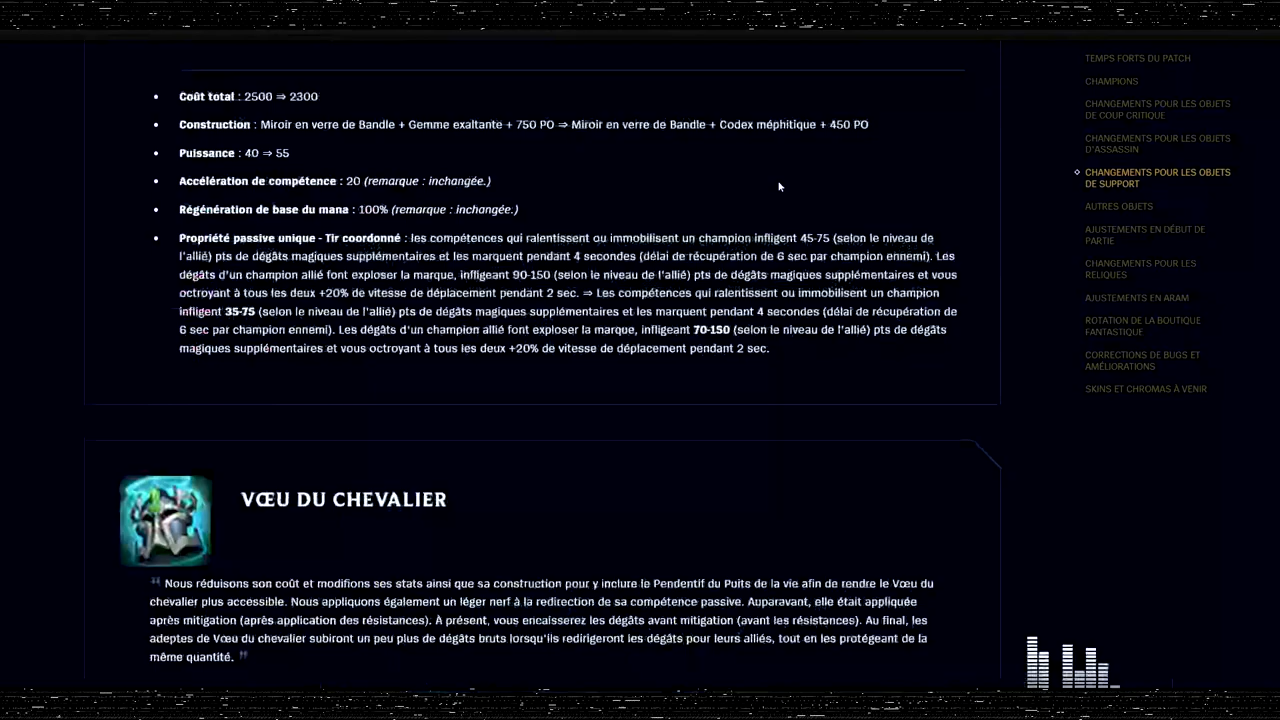 Coût total : 2500 ⇒ 2300
Construction : Miroir en verre de Bandle + Gemme exaltante + 750 PO ⇒ Miroir en verre de Bandle + Codex méphitique + 450 PO
Puissance : 40 ⇒ 55
Accélération de compétence : 20 (remarque : inchangée.)
Régénération de base du mana : 100% (remarque : inchangée.)
Propriété passive unique - Tir coordonné : les compétences qui ralentissent ou immobilisent un champion infligent 45-75 (selon le niveau de
l'allié) pts de dégâts magiques supplémentaires et les marquent pendant 4 secondes (délai de récupération de 6 sec par champion ennemi). Les
dégâts d'un champion allié font exploser la marque, infligeant 90-150 (selon le niveau de l'allié) pts de dégâts magiques supplémentaires et vous
octroyant à tous les deux +20% de vitesse de déplacement pendant 2 sec. ⇒ Les compétences qui ralentissent ou immobilisent un champion
infligent 35-75 (selon le niveau de l'allié) pts de dégâts magiques supplémentaires et les marquent pendant 4 secondes (délai de récupération de
6 sec par champion ennemi). Les dégâts d'un champion allié font exploser la marque, infligeant 70-150 (selon le niveau de l'allié) pts de dégâts
magiques supplémentaires et vous octroyant à tous les deux +20% de vitesse de déplacement pendant 2 sec.
VŒU DU CHEVALIER
" Nous réduisons son coût et modifions ses stats ainsi que sa construction pour y inclure le Pendentif du Puits de la vie afin de rendre le Vœu du
chevalier plus accessible. Nous appliquons également un léger nerf à la redirection de sa compétence passive. Auparavant, elle était appliquée
après mitigation (après application des résistances). À présent, vous encaisserez les dégâts avant mitigation (avant les résistances). Au final, les
adeptes de Vœu du chevalier subiront un peu plus de dégâts bruts lorsqu'ils redirigeront les dégâts pour leurs alliés, tout en les protégeant de la
même quantité. "
TEMPS FORTS DU PATCH
CHAMPIONS
CHANGEMENTS POUR LES OBJETS
DE COUP CRITIQUE
CHANGEMENTS POUR LES OBJETS
D'ASSASSIN
CHANGEMENTS POUR LES OBJETS
DE SUPPORT
AUTRES OBJETS
AJUSTEMENTS EN DÉBUT DE
PARTIE
CHANGEMENTS POUR LES
RELIQUES
AJUSTEMENTS EN ARAM
ROTATION DE LA BOUTIQUE
FANTASTIQUE
CORRECTIONS DE BUGS ET
AMÉLIORATIONS
SKINS ET CHROMAS À VENIR